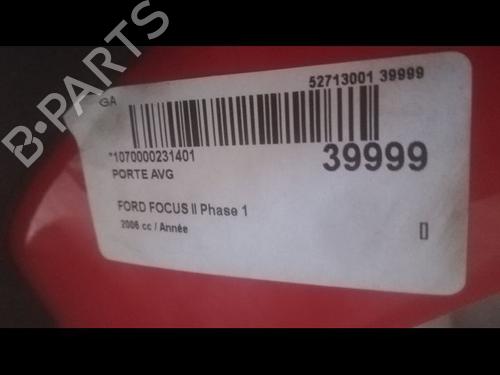 B-PARTS
GA
52713001 39999
*1070000231401
39999
PORTE AVG
FORD FOCUS II Phase 1
2006 cc / Année
[]